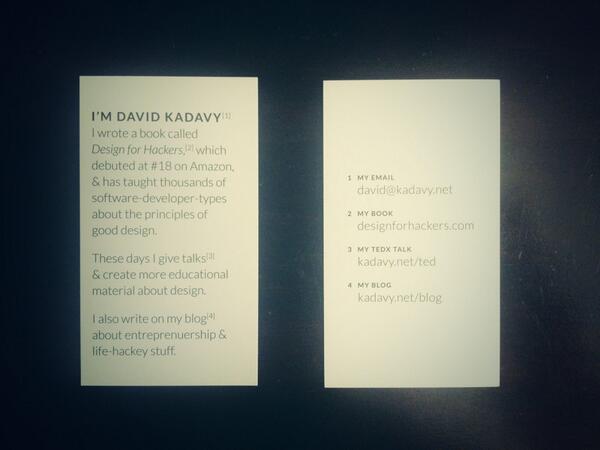 I'M DAVID KADAVY[1]
I wrote a book called
Design for Hackers,[2] which
debuted at #18 on Amazon,
& has taught thousands of
software-developer-types
about the principles of
good design.
These days I give talks[3]
& create more educational
material about design.
I also write on my blog[4]
about entreprenuership &
life-hackey stuff.
1 MY EMAIL
david@kadavy.net
2 MY BOOK
designforhackers.com
3 MY TEDX TALK
kadavy.net/ted
4 MY BLOG
kadavy.net/blog